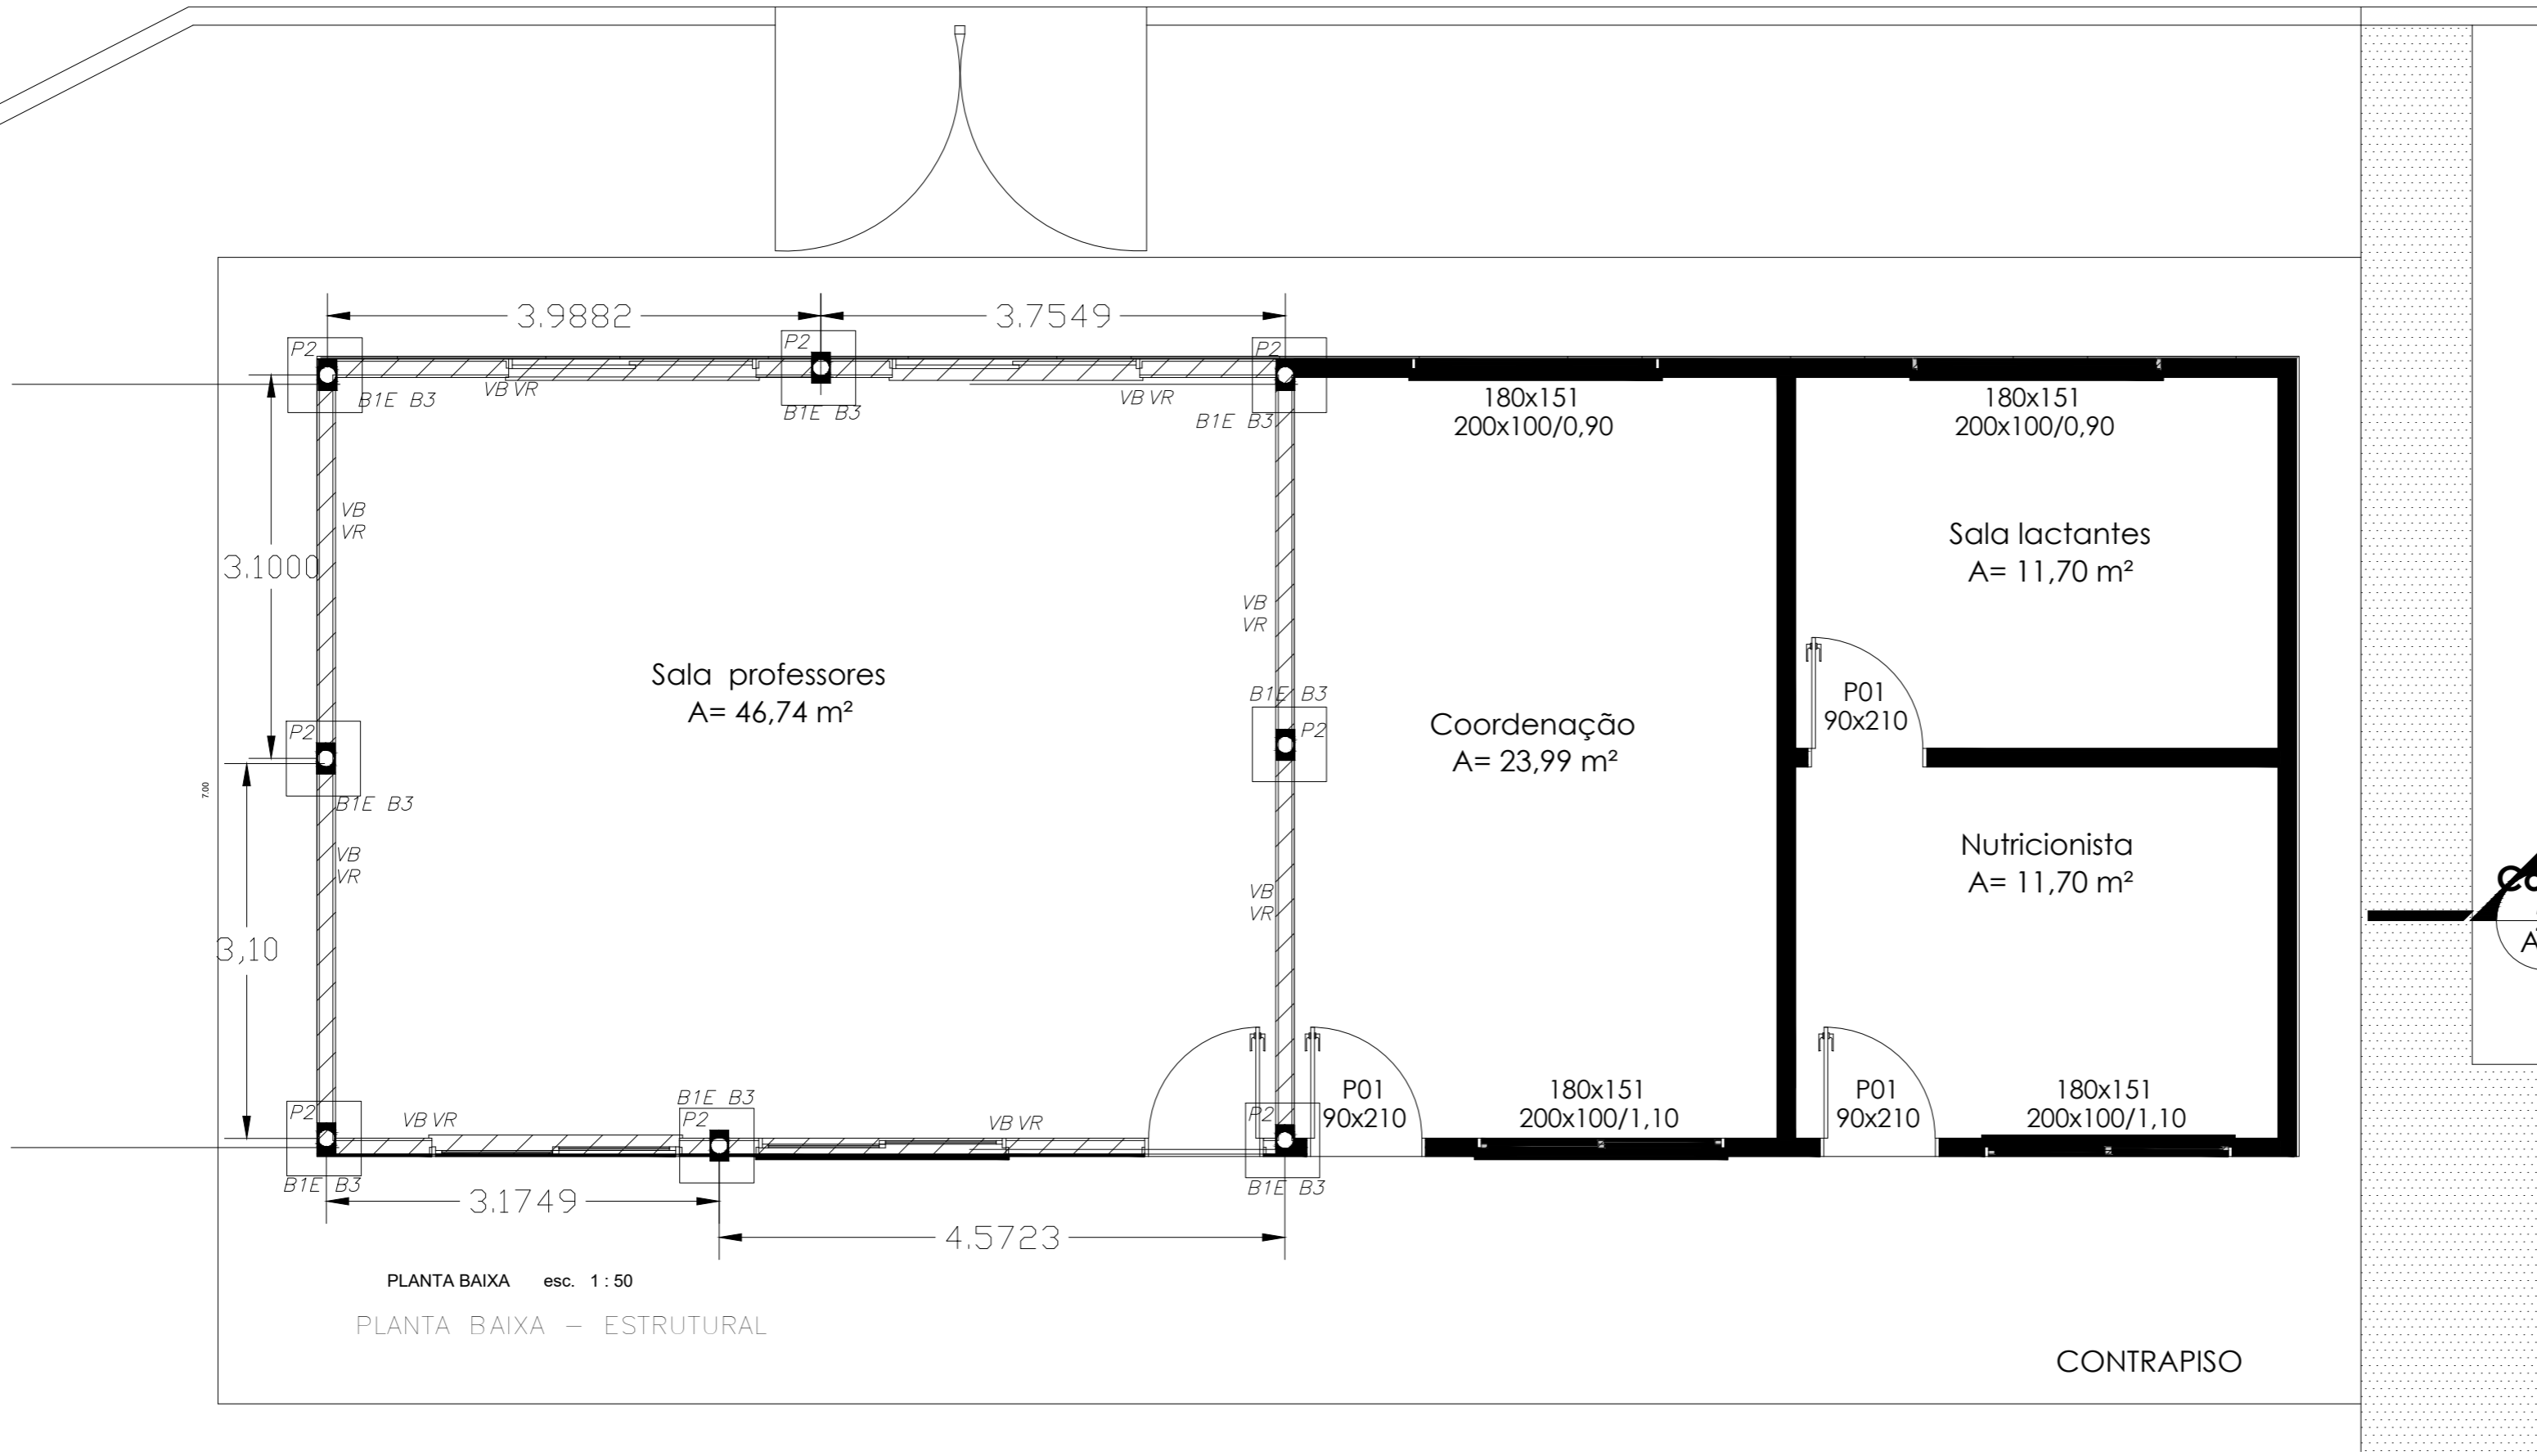 3.9882
3.7549
P2
P2
P2
B1E B3
VB VR
B1E B3
VB VR
B1E B3
180x151
200x100/0,90
180x151
200x100/0,90
VB
VR
3.1000
VB
VR
Sala lactantes
A= 11,70 m²
Sala professores
A= 46,74 m²
B1E B3
P2
P2
P01
90x210
Coordenação
A= 23,99 m²
7.00
B1E B3
VB
VR
VB
VR
Nutricionista
A= 11,70 m²
3,10
P2
VB VR
B1E B3
P2
VB VR
P2
P01
90x210
180x151
200x100/1,10
P01
90x210
180x151
200x100/1,10
B1E B3
3.1749
B1E B3
4.5723
PLANTA BAIXA esc. 1 : 50
PLANTA BAIXA – ESTRUTURAL
CONTRAPISO